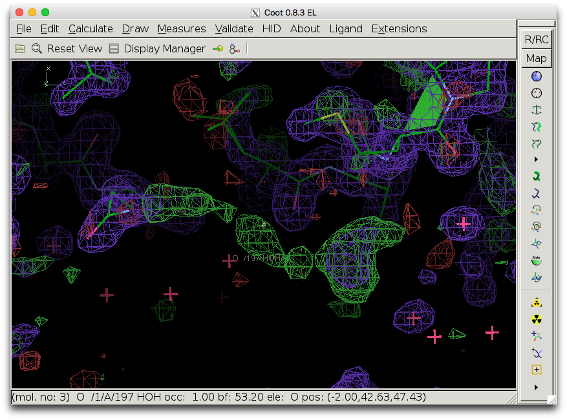 Coot 0.8.3 EL
File Edit Calculate Draw Measures Validate HID About Ligand Extensions
R/RC
Reset View Display Manager
Map
(mol. no: 3) O /1/A/197 HOH occ: 1.00 bf: 53.20 ele: O pos: (-2.00,42.63,47.43)